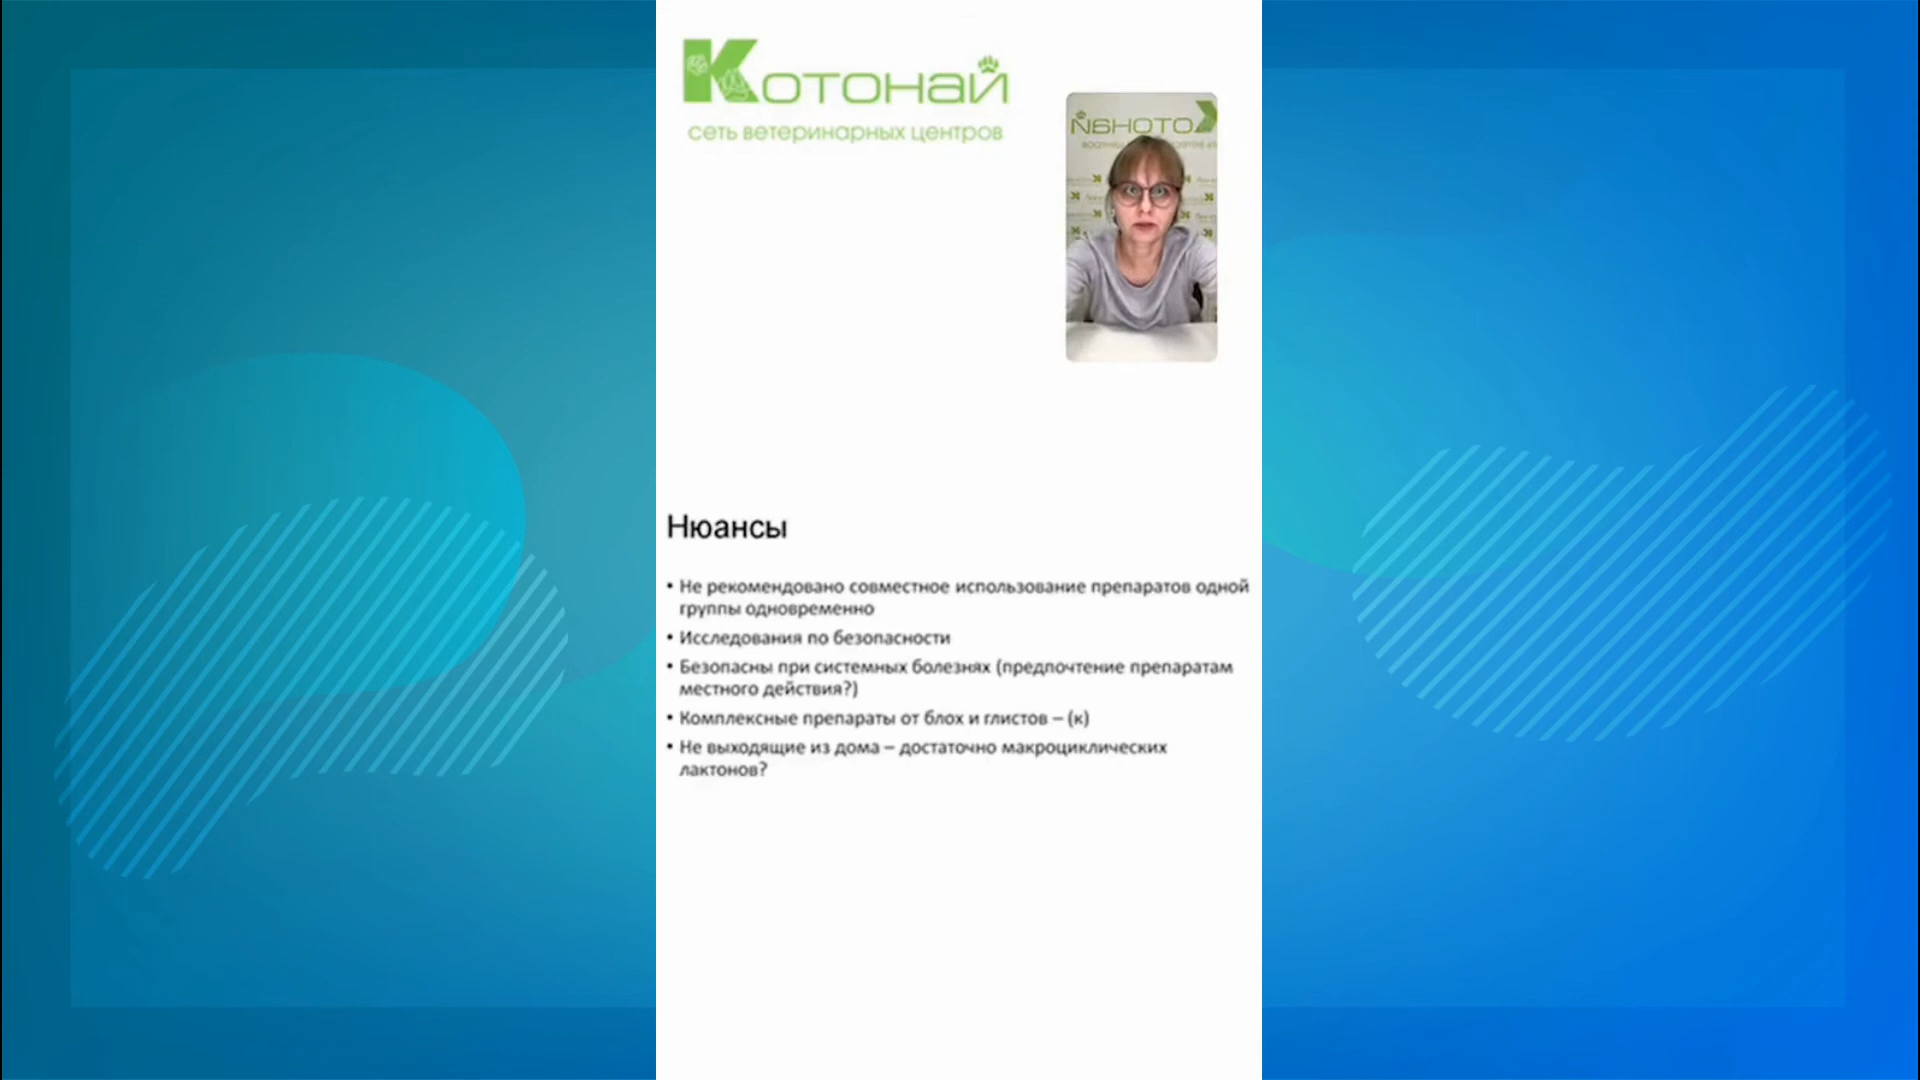 Котонай
сеть ветеринарных центров
Нюансы
• Не рекомендовано совместное использование препаратов одной
группы одновременно
• Исследования по безопасности
• Безопасны при системных болезнях (предпочтение препаратам
местного действия?)
• Комплексные препараты от блох и глистов – (к)
• Не выходящие из дома – достаточно макроциклических
лактонов?